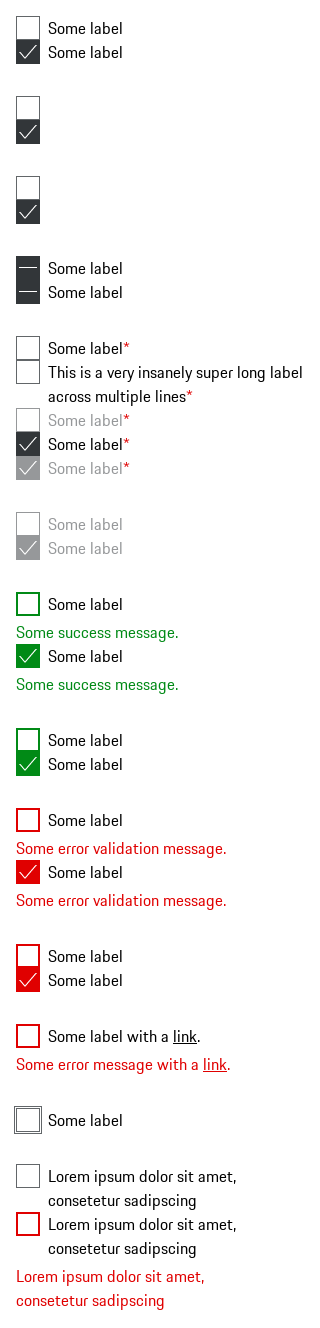 Some label
Some label
Some label
Some label
Some label*
This is a very insanely super long label
across multiple lines*
Some label*
Some label*
Some label*
Some label
Some label
Some label
Some success message.
Some label
Some success message.
Some label
Some label
Some label
Some error validation message.
Some label
Some error validation message.
Some label
Some label
Some label with a link.
Some error message with a link.
Some label
Lorem ipsum dolor sit amet,
consetetur sadipscing
Lorem ipsum dolor sit amet,
consetetur sadipscing
Lorem ipsum dolor sit amet,
consetetur sadipscing